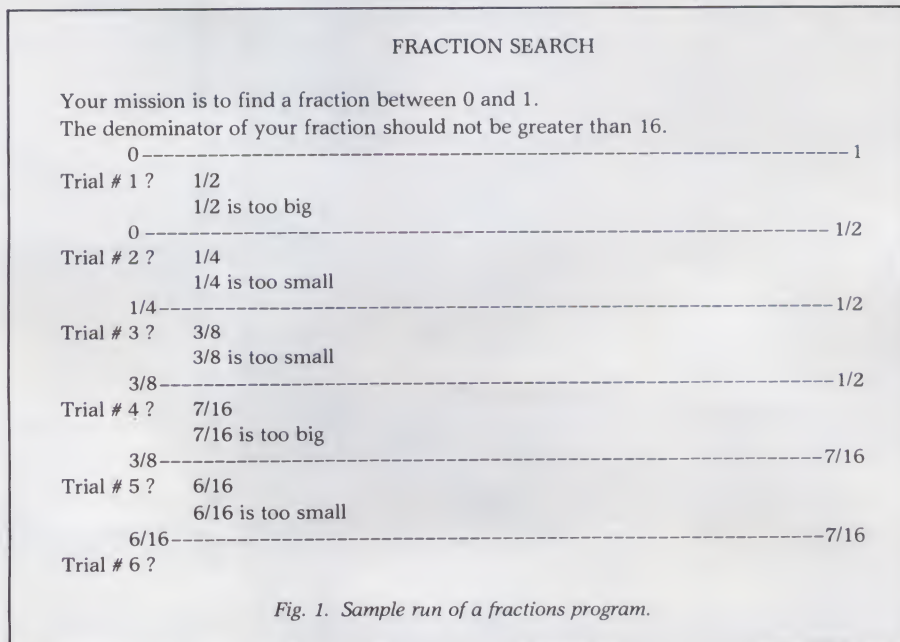 FRACTION SEARCH
Your mission is to find a fraction between 0 and 1.
The denominator of your fraction should not be greater than 16.
0 ------------------------------------------------------------ 1
Trial # 1 ? 1/2
1/2 is too big
0 ------------------------------------------------------------ 1/2
Trial # 2 ? 1/4
1/4 is too small
1/4 ------------------------------------------------------------ 1/2
Trial # 3 ? 3/8
3/8 is too small
3/8 ------------------------------------------------------------ 1/2
Trial # 4 ? 7/16
7/16 is too big
3/8 ------------------------------------------------------------ 7/16
Trial # 5 ? 6/16
6/16 is too small
6/16 ------------------------------------------------------------ 7/16
Trial # 6 ?
Fig. 1. Sample run of a fractions program.